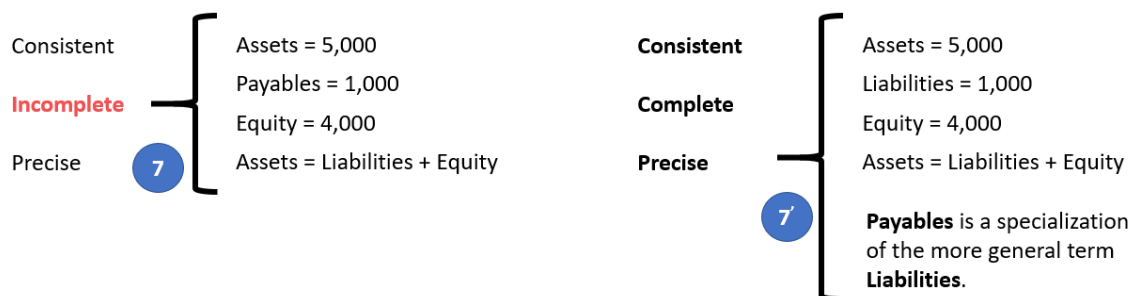 Consistent
Incomplete
Precise
7
Assets = 5,000
Payables = 1,000
Equity = 4,000
Assets = Liabilities + Equity
Consistent
Complete
Precise
7′
Assets = 5,000
Liabilities = 1,000
Equity = 4,000
Assets = Liabilities + Equity
Payables is a specialization
of the more general term
Liabilities.